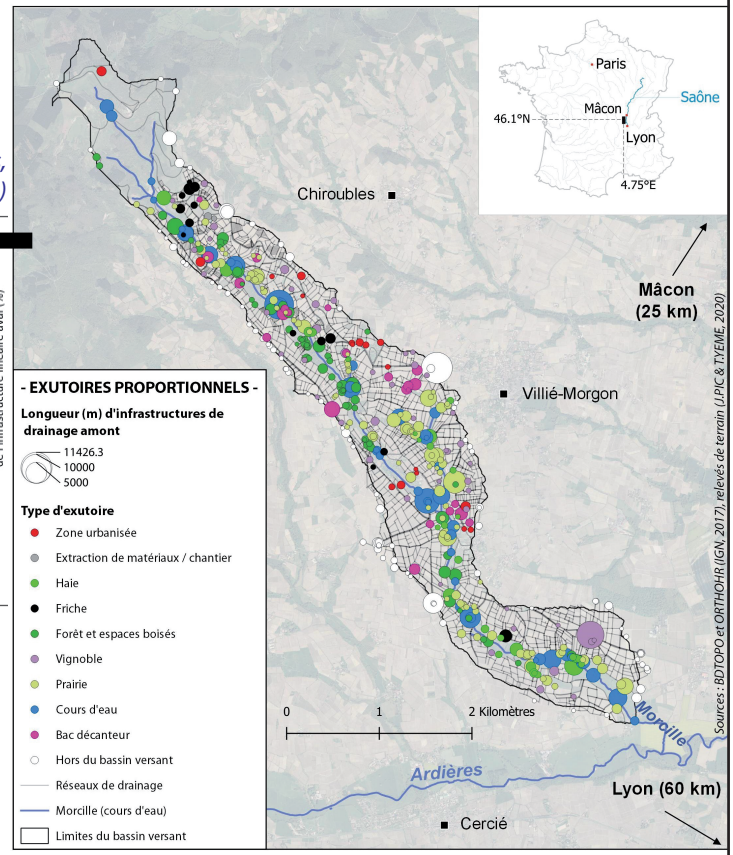 Paris
Saône
Mâcon
46.1°N
Lyon
4.75°E
Chiroubles
Mâcon
(25 km)
- EXUTOIRES PROPORTIONNELS -
Longueur (m) d'infrastructures de
drainage amont
11426.3
10000
5000
Type d'exutoire
Zone urbanisée
Extraction de matériaux / chantier
Haie
Friche
Forêt et espaces boisés
Vignoble
Prairie
Cours d'eau
Bac décanteur
Hors du bassin versant
Réseaux de drainage
Morcille (cours d'eau)
Limites du bassin versant
Villié-Morgon
0 1 2 Kilomètres
Morcille
Ardières
Lyon (60 km)
Cercié
Sources : BDTOPO et ORTHOHR (IGN, 2017), relevés de terrain (J.PIC & T.YEME, 2020)